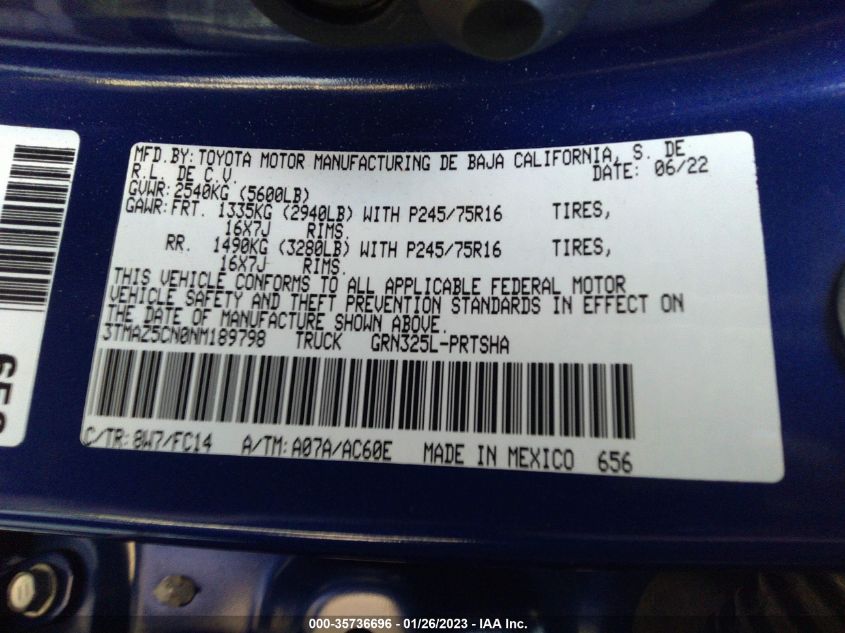 MFD.BY: TOYOTA MOTOR MANUFACTURING DE BAJA CALIFORNIA, S. DE
R.L. DE C.V. DATE: 06/22
GVWR: 2540KG (5600LB)
GAWR: FRT. 1335KG (2940LB) WITH P245/75R16 TIRES,
16X7J RIMS.
RR. 1490KG (3280LB) WITH P245/75R16 TIRES,
16X7J RIMS.
THIS VEHICLE CONFORMS TO ALL APPLICABLE FEDERAL MOTOR
VEHICLE SAFETY AND THEFT PREVENTION STANDARDS IN EFFECT ON
THE DATE OF MANUFACTURE SHOWN ABOVE.
3TMAZ5CN0NM189798 TRUCK GRN325L-PRTSHA
C/TR: 8W7/FC14 A/TM: A07A/AC60E MADE IN MEXICO 656
000-35736696 — 01/26/2023 — IAA Inc.